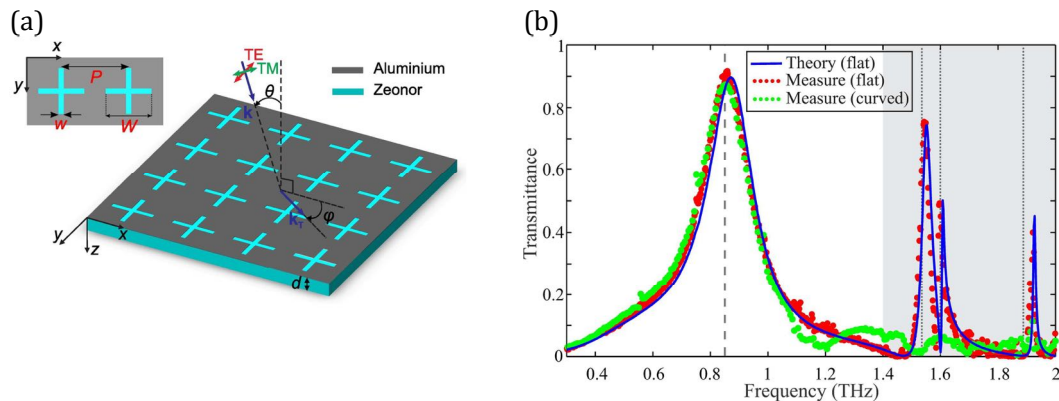 (a)
x
P
y
w
W
TE
TM
θ
k
Aluminium
Zeonor
k_T
φ
y
x
z
d
(b)
Transmittance
1
0.8
0.6
0.4
0.2
0
Theory (flat)
Measure (flat)
Measure (curved)
0.4 0.6 0.8 1 1.2 1.4 1.6 1.8 2
Frequency (THz)